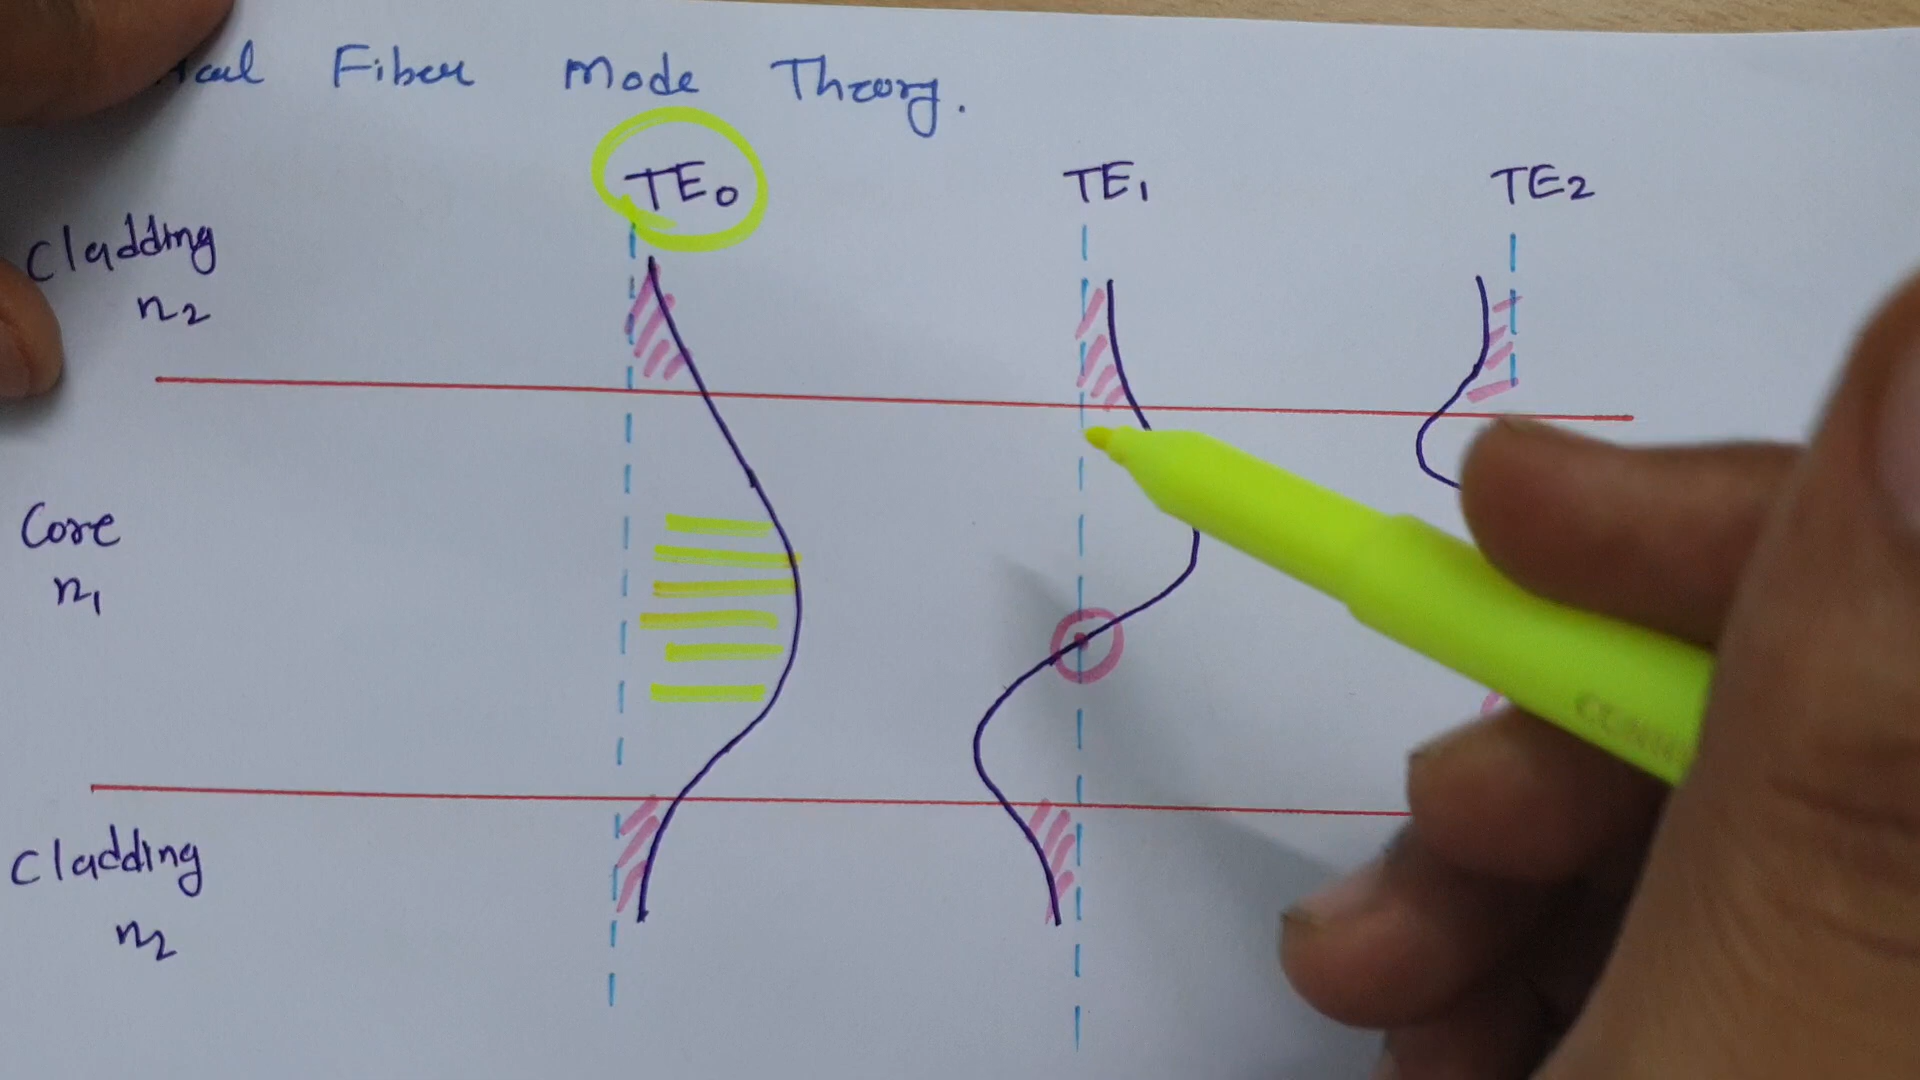 Fiber Mode Theory.
TE0 TE1 TE2
Cladding
n2
Core
n1
Cladding
n2